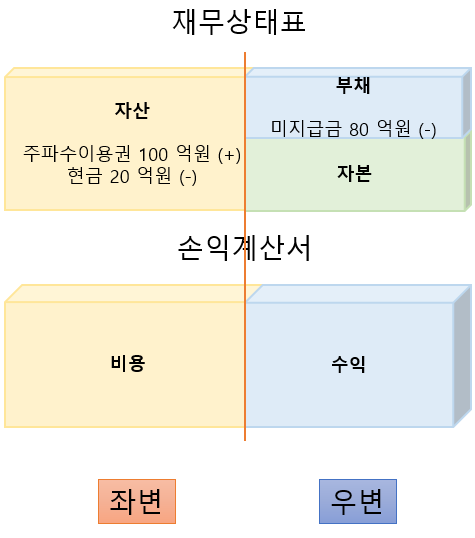 재무상태표
자산
주파수이용권 100 억원 (+)
현금 20 억원 (-)
부채
미지급금 80 억원 (-)
자본
손익계산서
비용
수익
좌변
우변